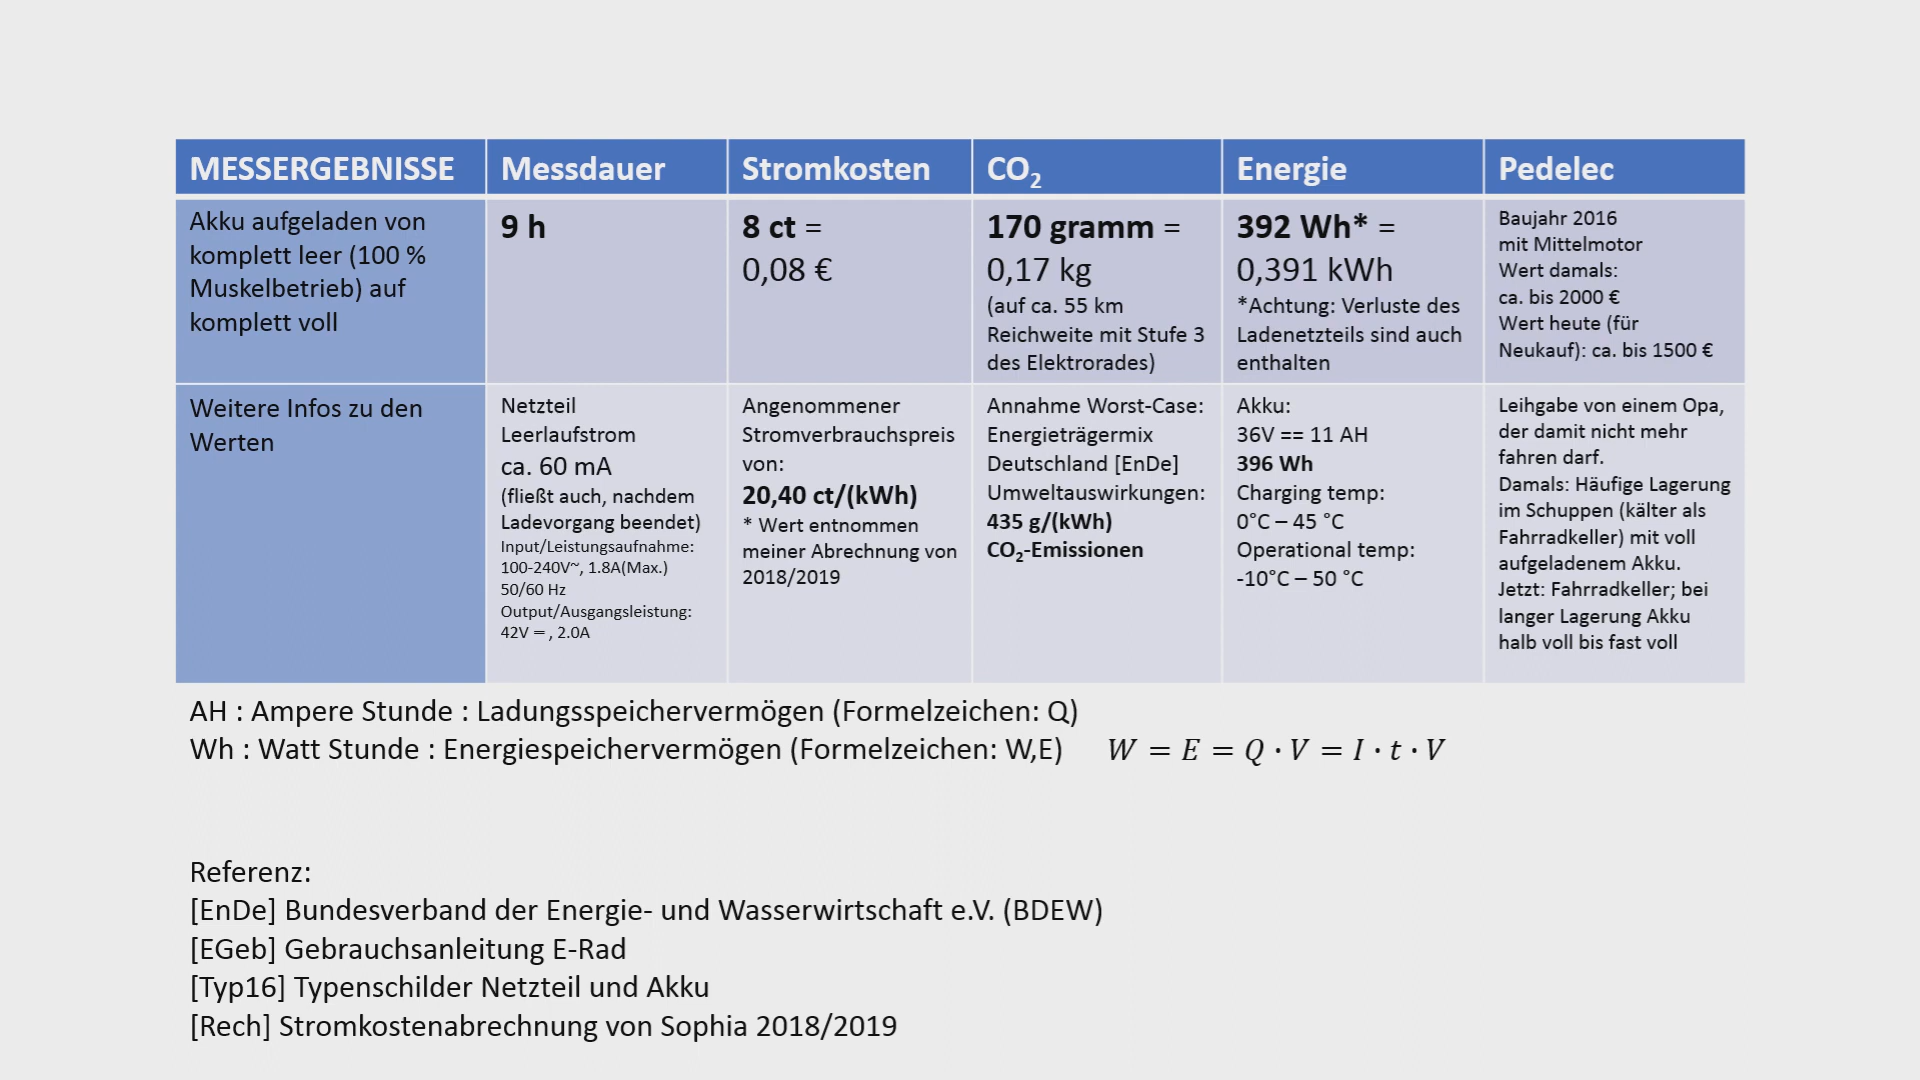 MESSERGEBNISSE
Messdauer
Stromkosten
CO2
Energie
Pedelec
Akku aufgeladen von
komplett leer (100 %
Muskelbetrieb) auf
komplett voll
9 h
8 ct =
0,08 €
170 gramm =
0,17 kg
(auf ca. 55 km
Reichweite mit Stufe 3
des Elektrorades)
392 Wh* =
0,391 kWh
*Achtung: Verluste des
Ladenetzteils sind auch
enthalten
Baujahr 2016
mit Mittelmotor
Wert damals:
ca. bis 2000 €
Wert heute (für
Neukauf): ca. bis 1500 €
Weitere Infos zu den
Werten
Netzteil
Leerlaufstrom
ca. 60 mA
(fließt auch, nachdem
Ladevorgang beendet)
Input/Leistungsaufnahme:
100-240V~, 1.8A(Max.)
50/60 Hz
Output/Ausgangsleistung:
42V = , 2.0A
Angenommener
Stromverbrauchspreis
von:
20,40 ct/(kWh)
* Wert entnommen
meiner Abrechnung von
2018/2019
Annahme Worst-Case:
Energieträgermix
Deutschland [EnDe]
Umweltauswirkungen:
435 g/(kWh)
CO2-Emissionen
Akku:
36V == 11 AH
396 Wh
Charging temp:
0°C – 45 °C
Operational temp:
-10°C – 50 °C
Leihgabe von einem Opa,
der damit nicht mehr
fahren darf.
Damals: Häufige Lagerung
im Schuppen (kälter als
Fahrradkeller) mit voll
aufgeladenem Akku.
Jetzt: Fahrradkeller; bei
langer Lagerung Akku
halb voll bis fast voll
AH : Ampere Stunde : Ladungsspeichervermögen (Formelzeichen: Q)
Wh : Watt Stunde : Energiespeichervermögen (Formelzeichen: W,E) W = E = Q · V = I · t · V
Referenz:
[EnDe] Bundesverband der Energie- und Wasserwirtschaft e.V. (BDEW)
[EGeb] Gebrauchsanleitung E-Rad
[Typ16] Typenschilder Netzteil und Akku
[Rech] Stromkostenabrechnung von Sophia 2018/2019